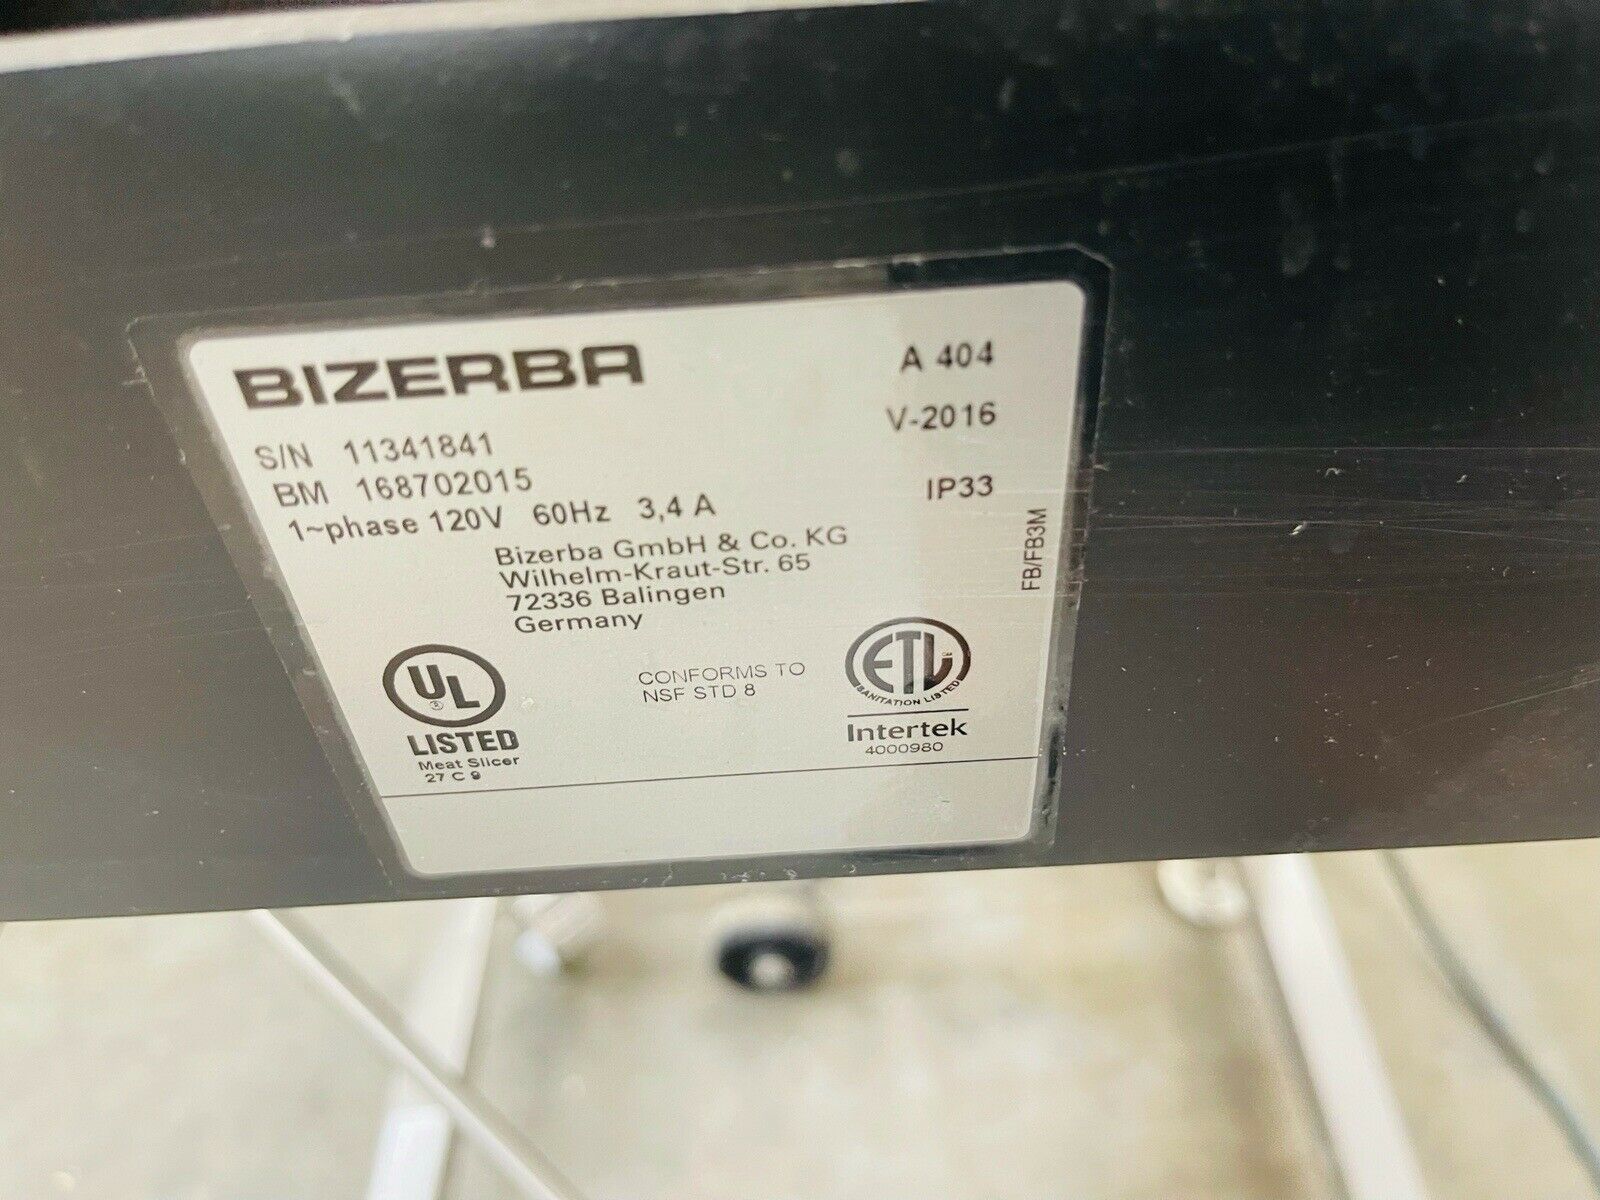 BIZERBA
A 404
V-2016
S/N 11341841
BM 168702015
IP33
1~phase 120V 60Hz 3,4 A
Bizerba GmbH & Co. KG
Wilhelm-Kraut-Str. 65
72336 Balingen
Germany
FB/FB3M
UL
®
LISTED
Meat Slicer
27 C 9
CONFORMS TO
NSF STD 8
ETL
SANITATION LISTED
Intertek
4000980